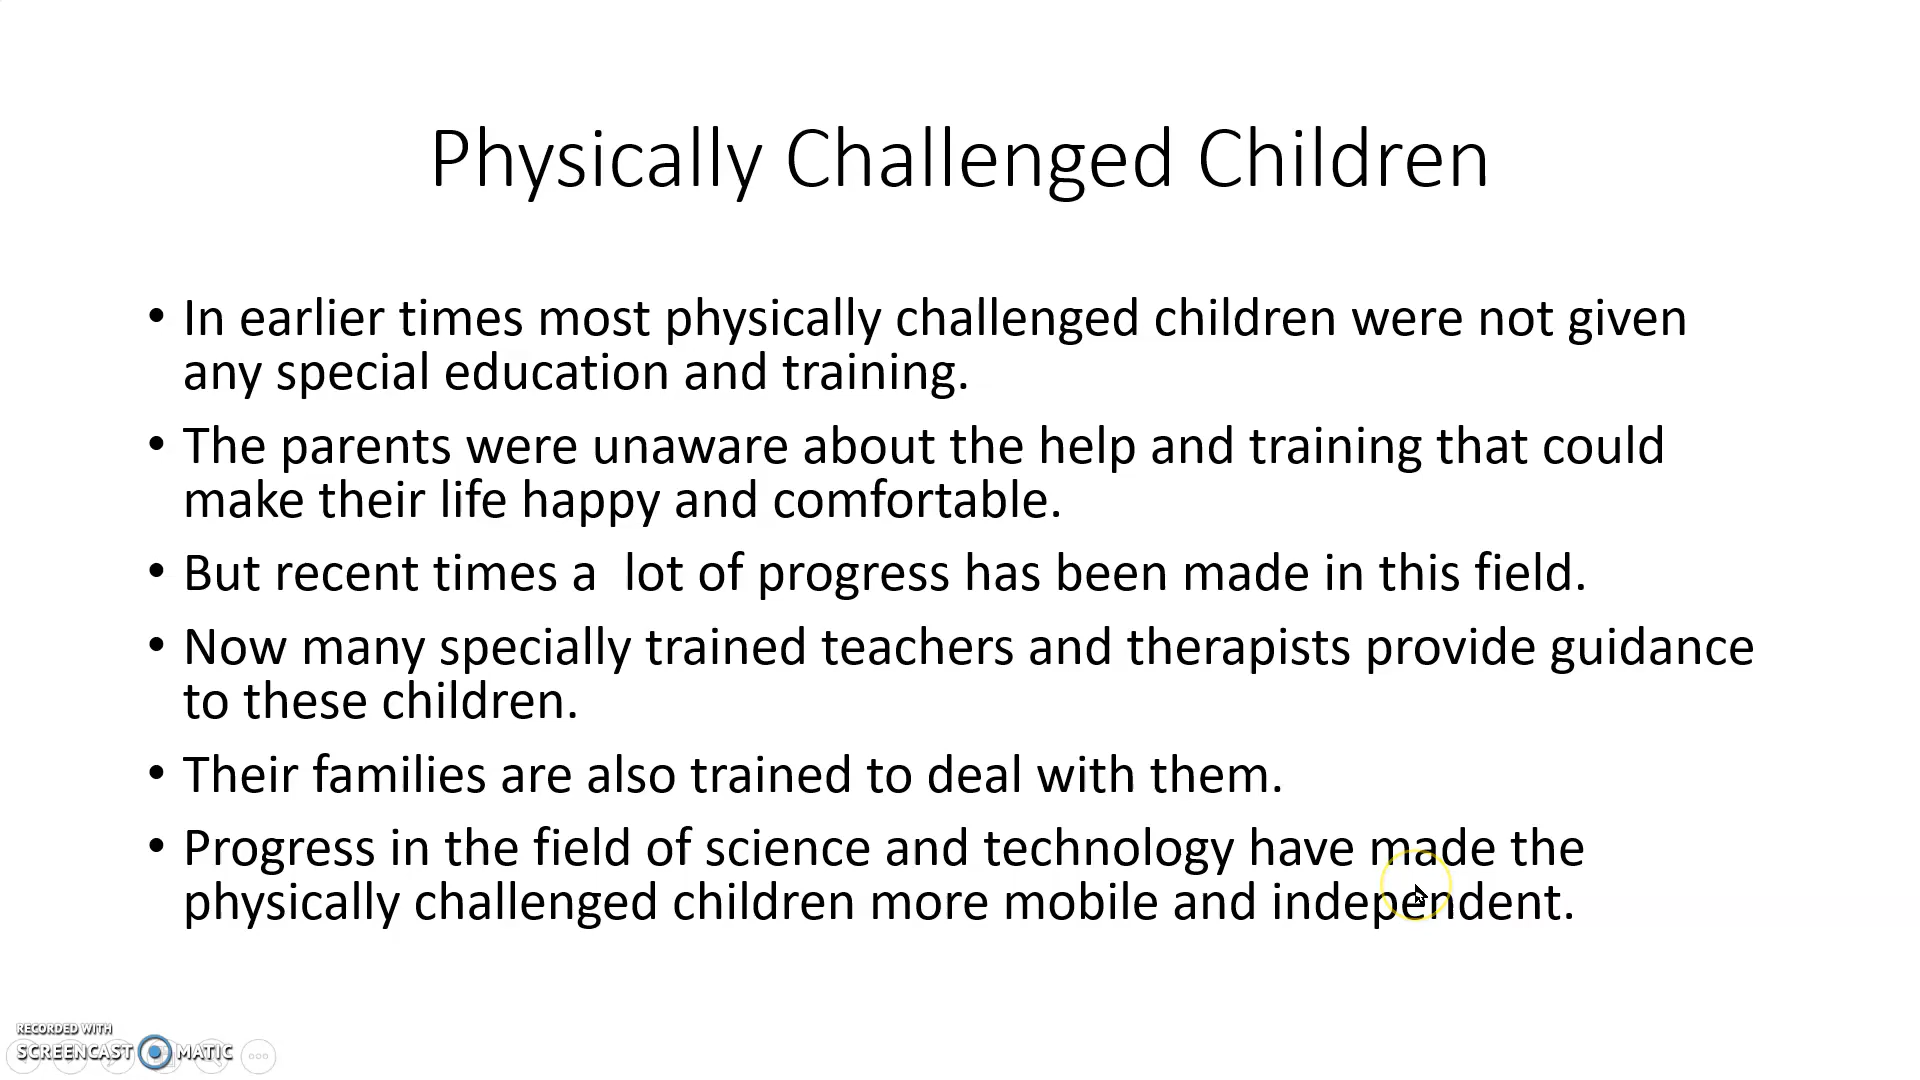 Physically Challenged Children
• In earlier times most physically challenged children were not given
any special education and training.
• The parents were unaware about the help and training that could
make their life happy and comfortable.
• But recent times a  lot of progress has been made in this field.
• Now many specially trained teachers and therapists provide guidance
to these children.
• Their families are also trained to deal with them.
• Progress in the field of science and technology have made the
physically challenged children more mobile and independent.
RECORDED WITH
SCREENCAST MATIC